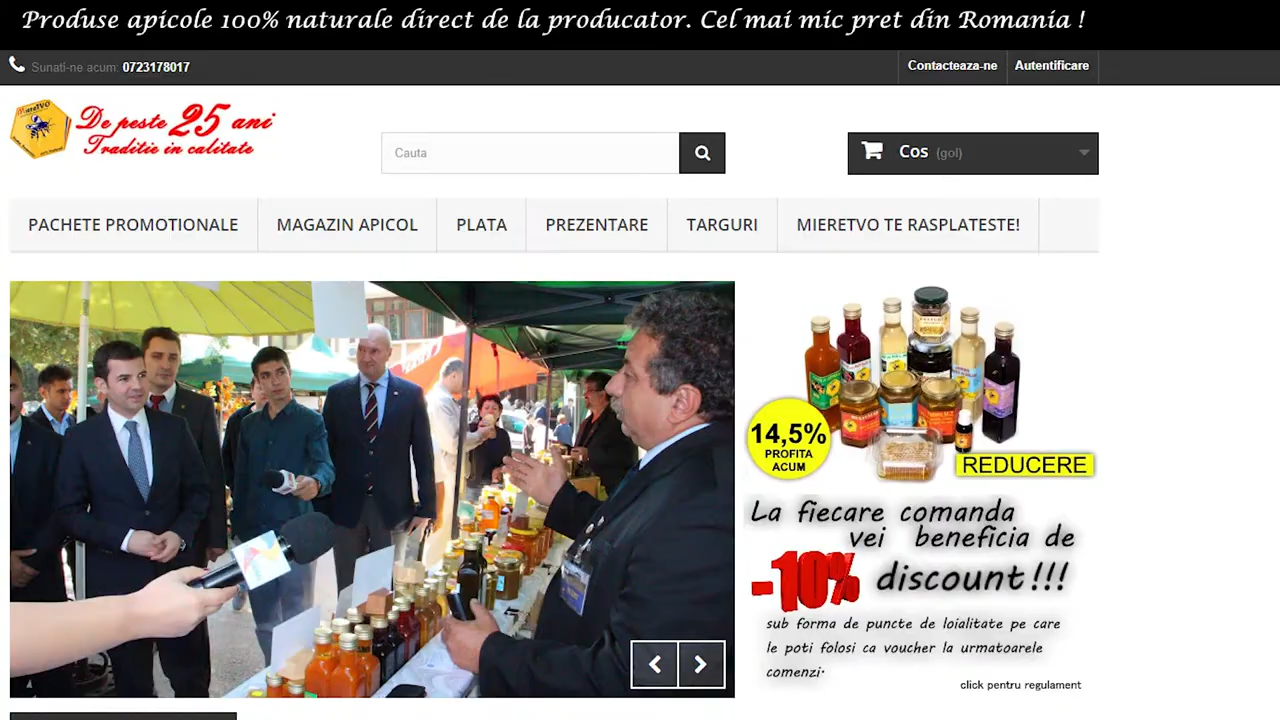 Produse apicole 100% naturale direct de la producator. Cel mai mic pret din Romania !
Sunati-ne acum: 0723178017
Contacteaza-ne
Autentificare
MiereTVO
De peste 25 ani
Traditie in calitate
Cauta
Cos (gol)
PACHETE PROMOTIONALE
MAGAZIN APICOL
PLATA
PREZENTARE
TARGURI
MIERETVO TE RASPLATESTE!
14,5%
PROFITA
ACUM
REDUCERE
La fiecare comanda
vei beneficia de
-10% discount!!!
sub forma de puncte de loialitate pe care
le poti folosi ca voucher la urmatoarele
comenzi.
click pentru regulament